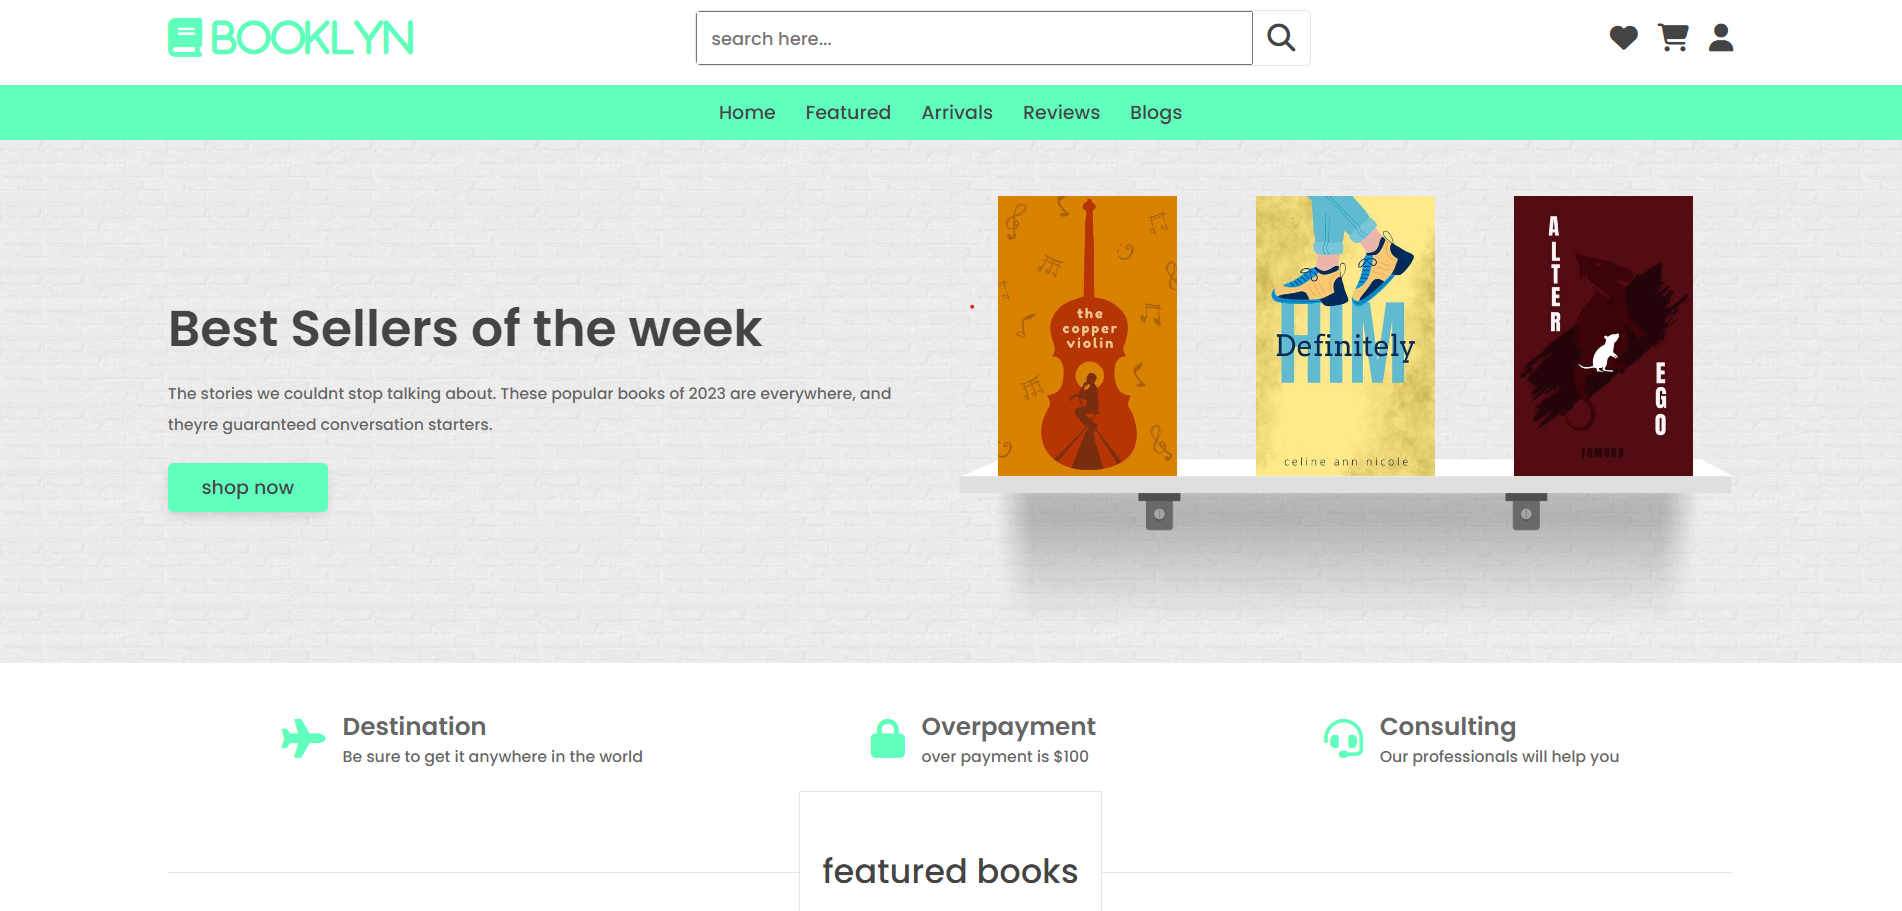 BOOKLYN
search here...
Home Featured Arrivals Reviews Blogs
Best Sellers of the week
The stories we couldnt stop talking about. These popular books of 2023 are everywhere, and
theyre guaranteed conversation starters.
shop now
the
copper
violin
HIM
Definitely
celine ann nicole
ALTER
EGO
TOMOKO
Destination
Be sure to get it anywhere in the world
Overpayment
over payment is $100
Consulting
Our professionals will help you
featured books